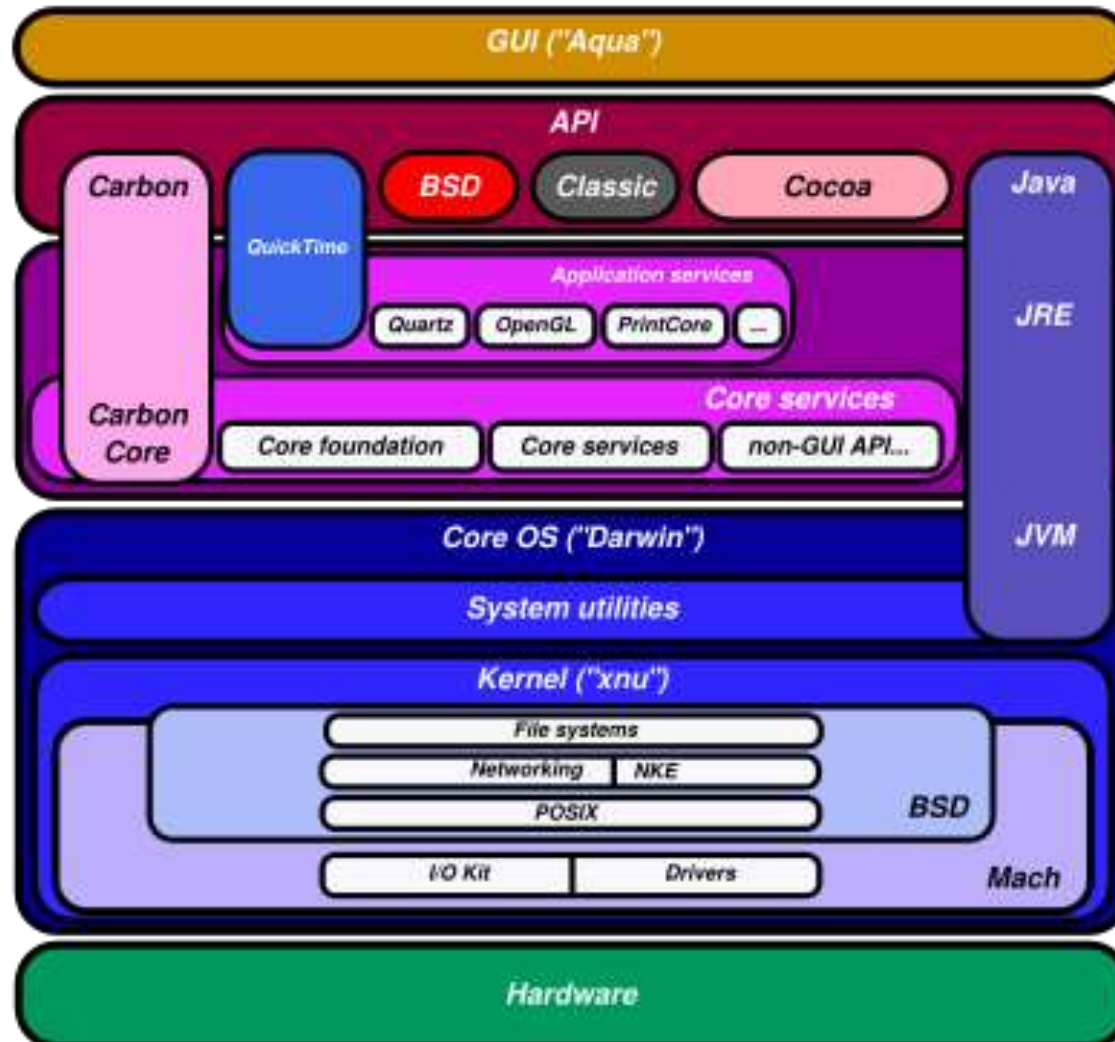 GUI ("Aqua")
API
Carbon
QuickTime
BSD
Classic
Cocoa
Java
Application services
Quartz
OpenGL
PrintCore
...
JRE
Core services
Carbon
Core
Core foundation
Core services
non-GUI API...
Core OS ("Darwin")
JVM
System utilities
Kernel ("xnu")
File systems
Networking
NKE
POSIX
BSD
I/O Kit
Drivers
Mach
Hardware